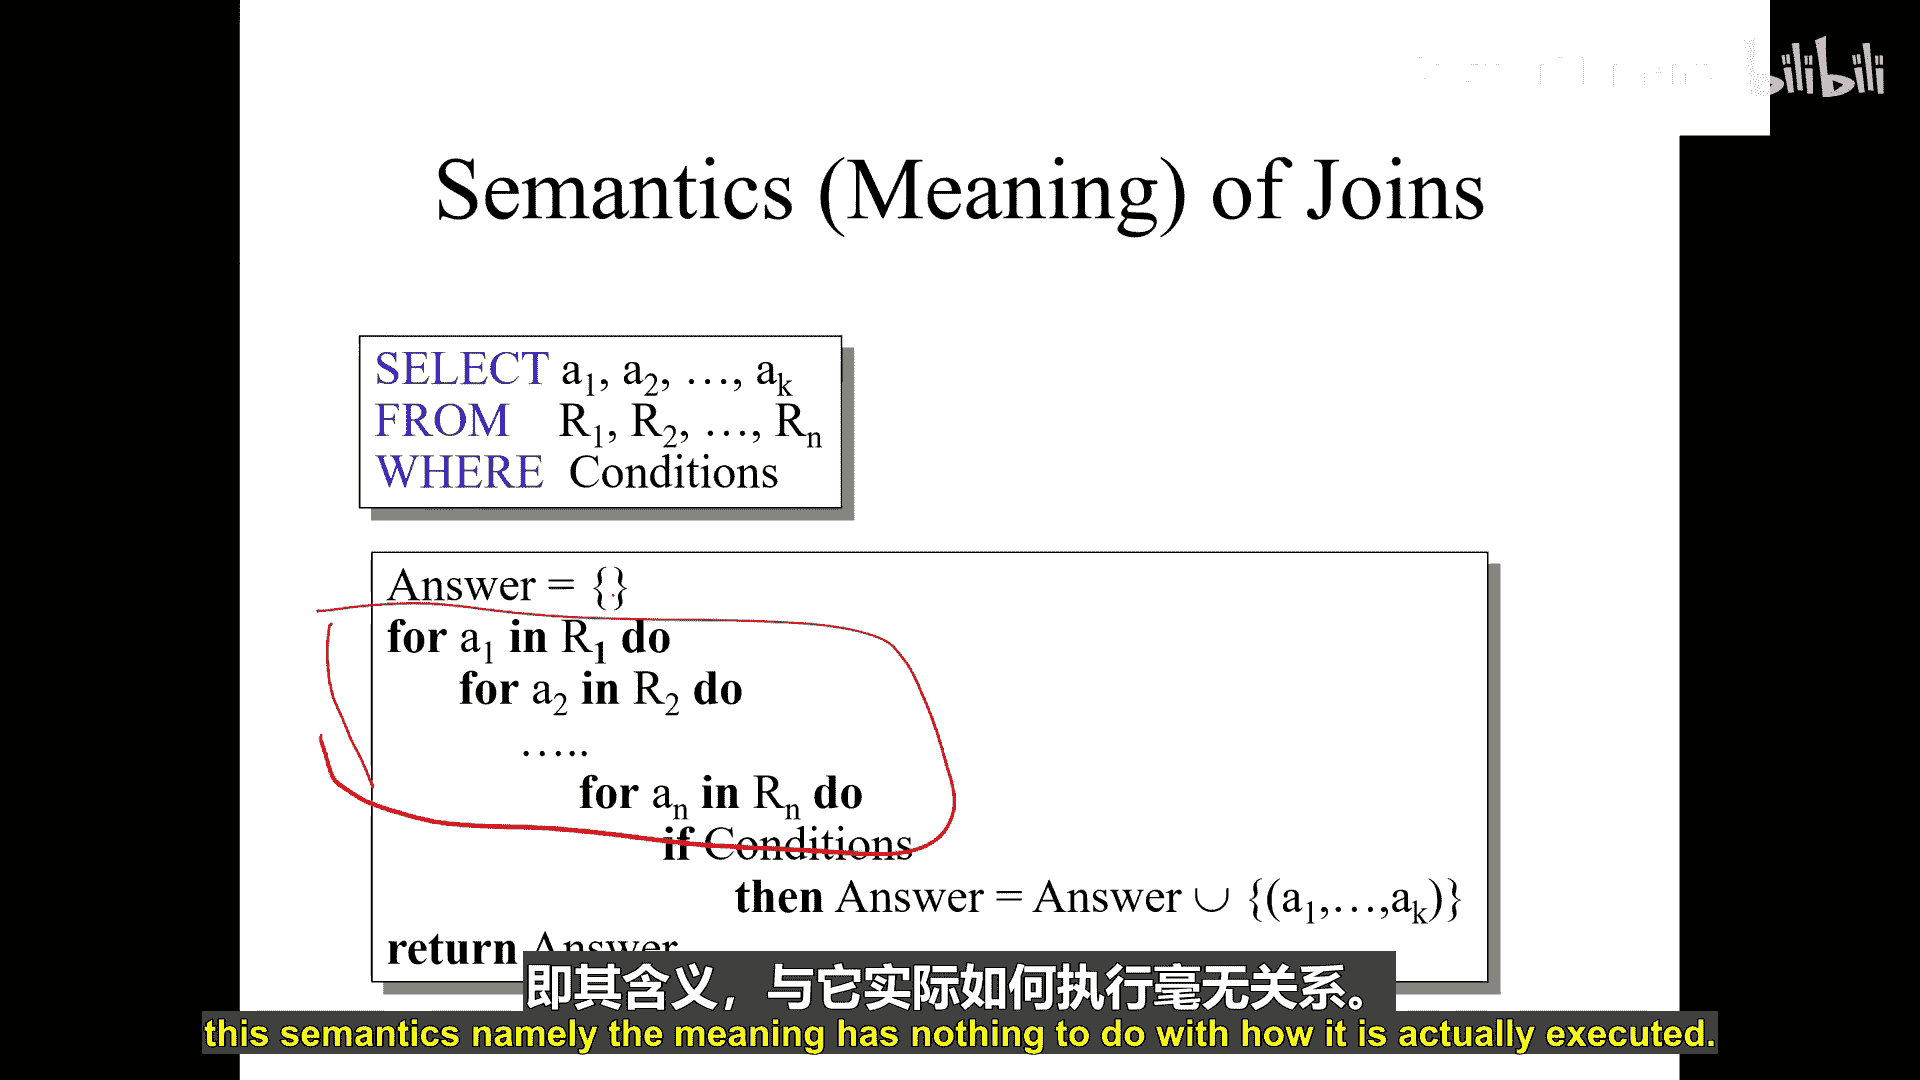 bilibili
Semantics (Meaning) of Joins
SELECT a1, a2, …, ak
FROM R1, R2, …, Rn
WHERE Conditions
Answer = {}
for a1 in R1 do
for a2 in R2 do
…..
for an in Rn do
if Conditions
then Answer = Answer ∪ {(a1,…,ak)}
return Answer
即其含义，与它实际如何执行毫无关系。
this semantics namely the meaning has nothing to do with how it is actually executed.